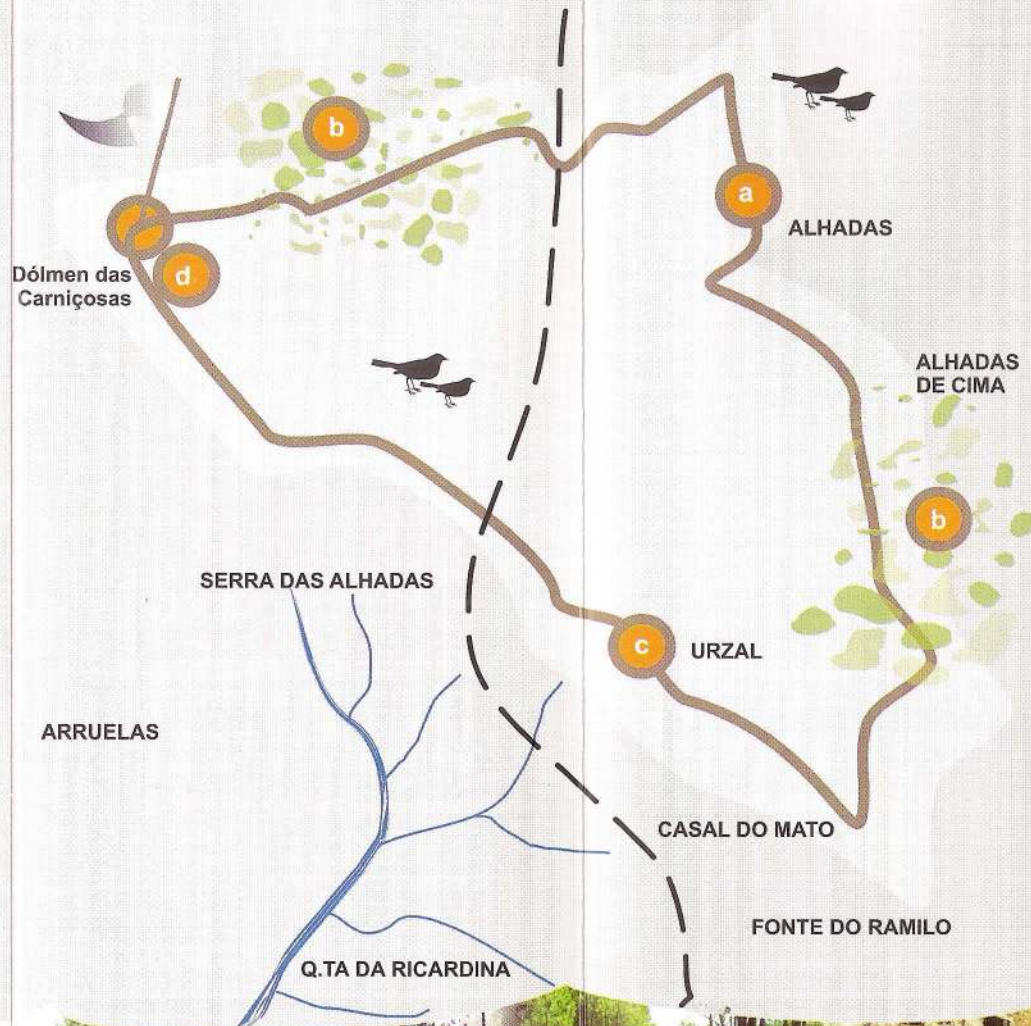 b
a
ALHADAS
Dólmen das
Carniçosas
d
ALHADAS
DE CIMA
b
SERRA DAS ALHADAS
c
URZAL
ARRUELAS
CASAL DO MATO
FONTE DO RAMILO
Q.TA DA RICARDINA